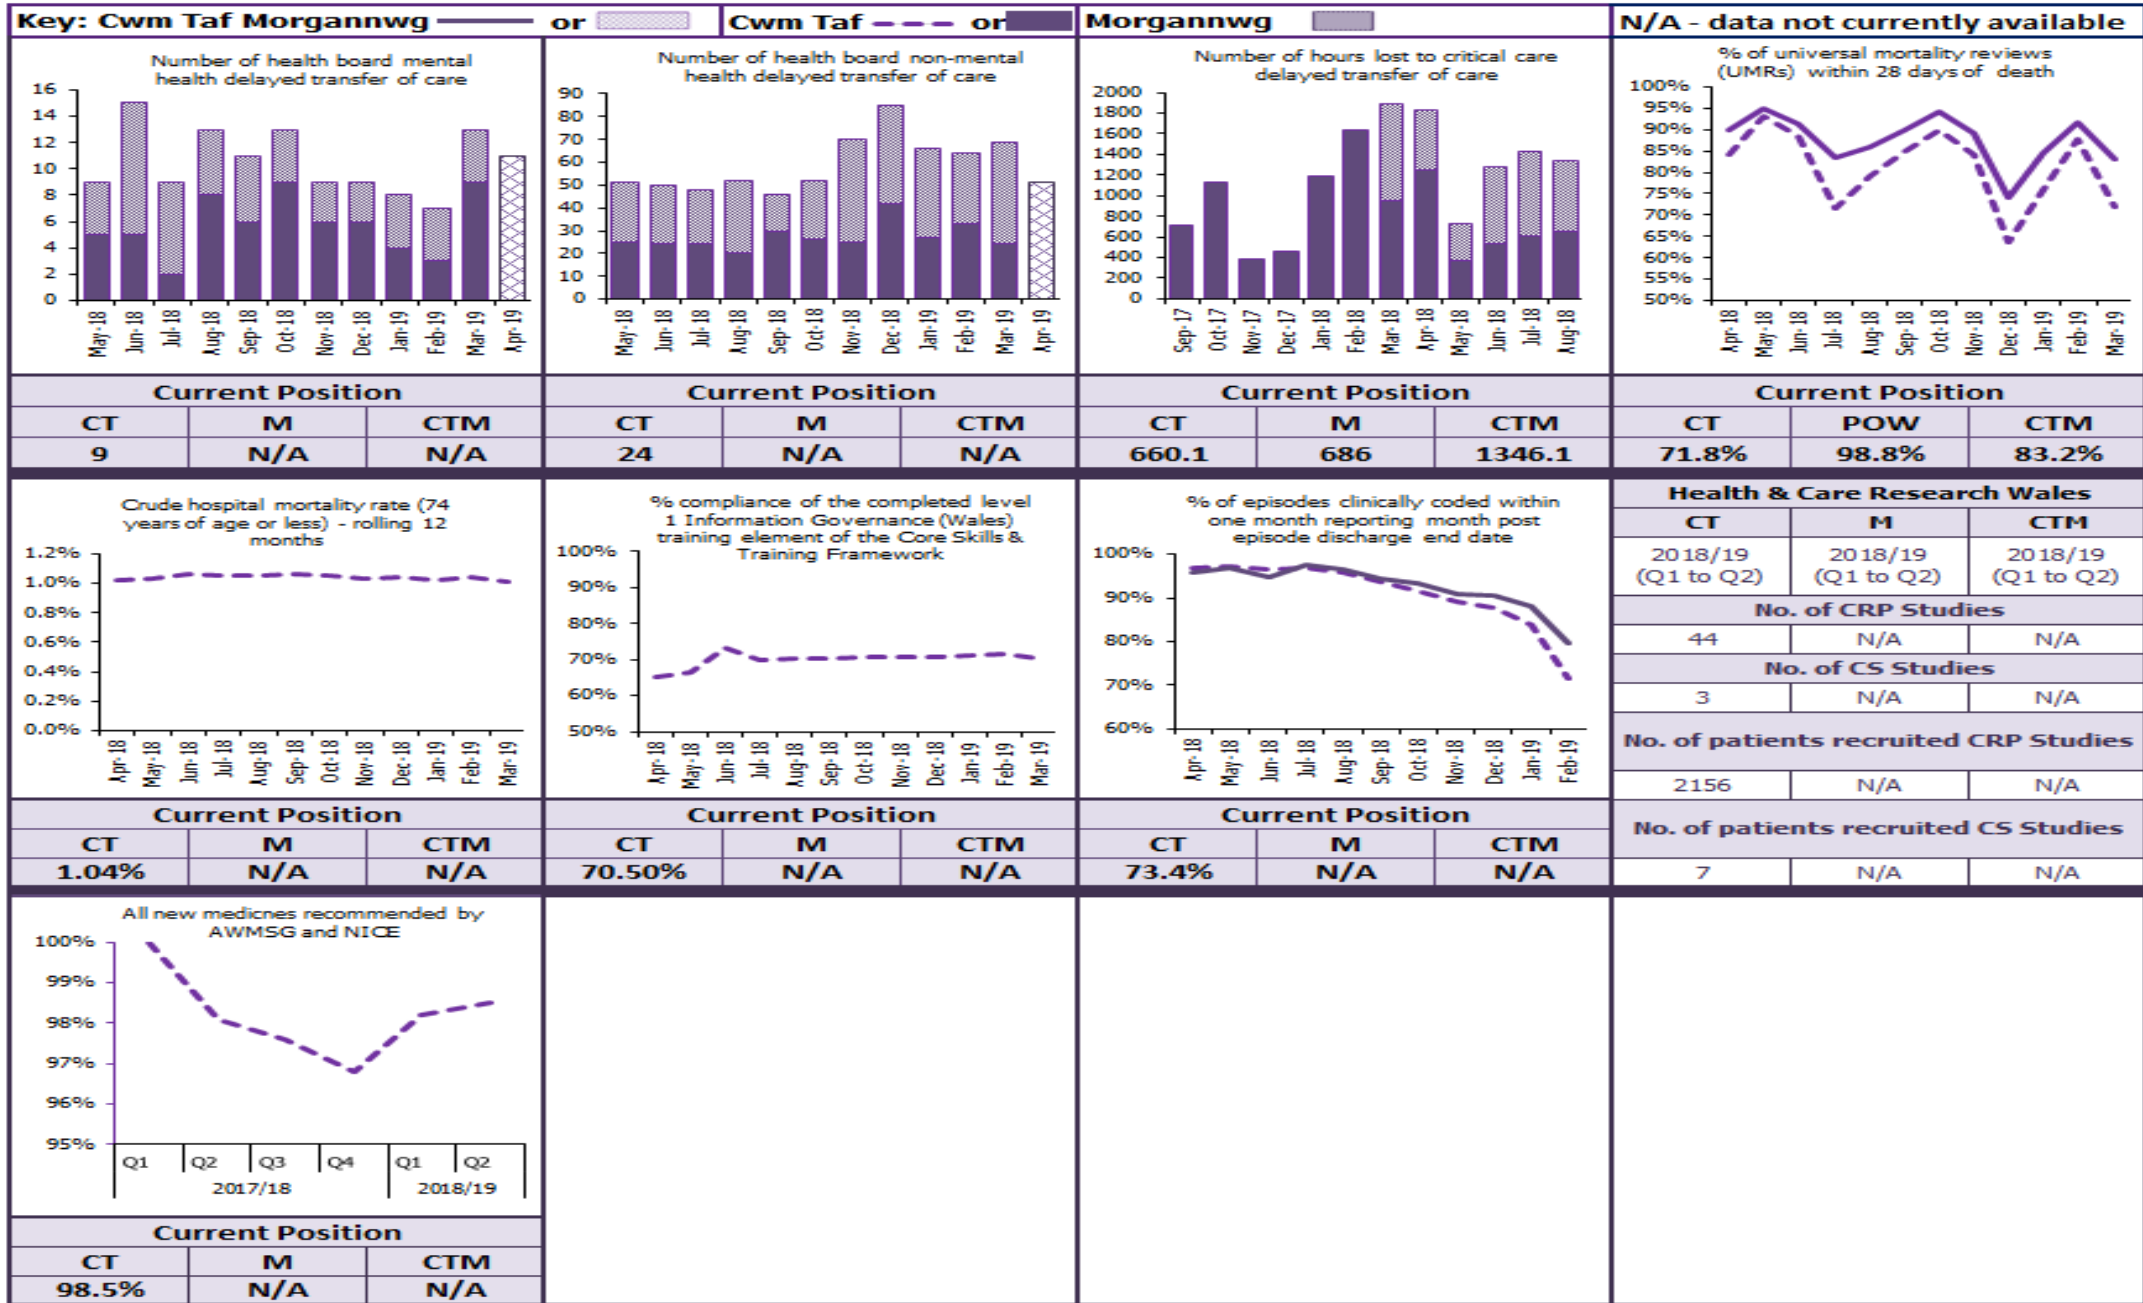 Key: Cwm Taf Morgannwg or Cwm Taf or Morgannwg N/A - data not currently available
Number of health board mental
health delayed transfer of care
16
14
12
10
8
6
4
2
0
May-18 Jun-18 Jul-18 Aug-18 Sep-18 Oct-18 Nov-18 Dec-18 Jan-19 Feb-19 Mar-19 Apr-19
Current Position
CT M CTM
9 N/A N/A
Number of health board non-mental
health delayed transfer of care
90
80
70
60
50
40
30
20
10
0
May-18 Jun-18 Jul-18 Aug-18 Sep-18 Oct-18 Nov-18 Dec-18 Jan-19 Feb-19 Mar-19 Apr-19
Current Position
CT M CTM
24 N/A N/A
Number of hours lost to critical care
delayed transfer of care
2000
1800
1600
1400
1200
1000
800
600
400
200
0
Sep-17 Oct-17 Nov-17 Dec-17 Jan-18 Feb-18 Mar-18 Apr-18 May-18 Jun-18 Jul-18 Aug-18
Current Position
CT M CTM
660.1 686 1346.1
% of universal mortality reviews
(UMRs) within 28 days of death
100%
95%
90%
85%
80%
75%
70%
65%
60%
55%
50%
Apr-18 May-18 Jun-18 Jul-18 Aug-18 Sep-18 Oct-18 Nov-18 Dec-18 Jan-19 Feb-19 Mar-19
Current Position
CT POW CTM
71.8% 98.8% 83.2%
Crude hospital mortality rate (74
years of age or less) - rolling 12
months
1.2%
1.0%
0.8%
0.6%
0.4%
0.2%
0.0%
Apr-18 May-18 Jun-18 Jul-18 Aug-18 Sep-18 Oct-18 Nov-18 Dec-18 Jan-19 Feb-19 Mar-19
Current Position
CT M CTM
1.04% N/A N/A
% compliance of the completed level
1 Information Governance (Wales)
training element of the Core Skills &
Training Framework
100%
90%
80%
70%
60%
50%
Apr-18 May-18 Jun-18 Jul-18 Aug-18 Sep-18 Oct-18 Nov-18 Dec-18 Jan-19 Feb-19 Mar-19
Current Position
CT M CTM
70.50% N/A N/A
% of episodes clinically coded within
one month reporting month post
episode discharge end date
100%
90%
80%
70%
60%
Apr-18 May-18 Jun-18 Jul-18 Aug-18 Sep-18 Oct-18 Nov-18 Dec-18 Jan-19 Feb-19
Current Position
CT M CTM
73.4% N/A N/A
Health & Care Research Wales
CT M CTM
2018/19 2018/19 2018/19
(Q1 to Q2) (Q1 to Q2) (Q1 to Q2)
No. of CRP Studies
44 N/A N/A
No. of CS Studies
3 N/A N/A
No. of patients recruited CRP Studies
2156 N/A N/A
No. of patients recruited CS Studies
7 N/A N/A
All new medicnes recommended by
AWMSG and NICE
100%
99%
98%
97%
96%
95%
Q1 Q2 Q3 Q4 Q1 Q2
2017/18 2018/19
Current Position
CT M CTM
98.5% N/A N/A